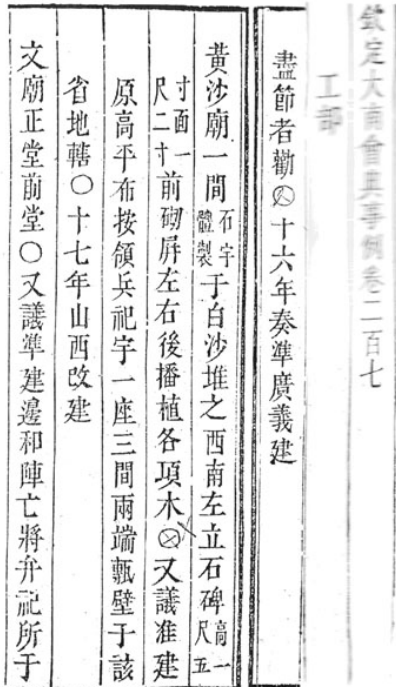 欽定大南會典事例卷二百七
工部
盡節者勸⊗十六年奏準廣義建
黃沙廟一間石字體製于白沙堆之西南左立石碑高一尺五
寸面一尺二寸前砌屏左右後播植各項木⊗又議准建
原高平布按領兵祀宇一座三間兩端甎壁于該
省地轄○十七年山西改建
文廟正堂前堂○又議準建邊和陣亡將弁祀所于